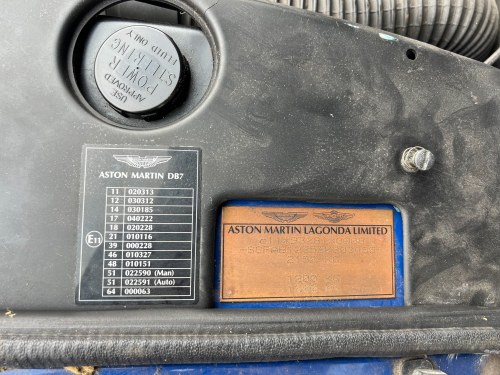 POWER
STEERING
FLUID ONLY
USE
APPROVED
ASTON MARTIN DB7
11 020313
12 030312
14 030185
17 040222
18 020228
21 010116
39 000228
46 010327
48 010151
51 022590 (Man)
51 022591 (Auto)
64 000063
E11
ASTON MARTIN LAGONDA LIMITED